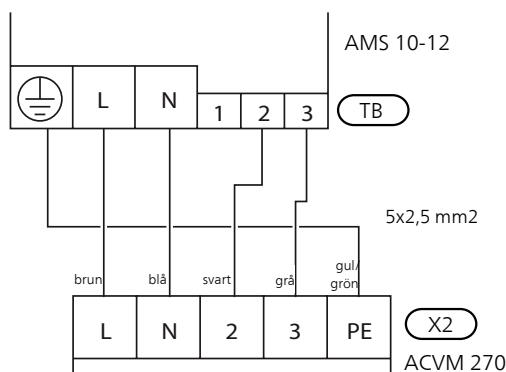 AMS 10-12
L N 1 2 3 TB
5x2,5 mm2
brun blå svart grå gul/
grön
L N 2 3 PE X2
ACVM 270